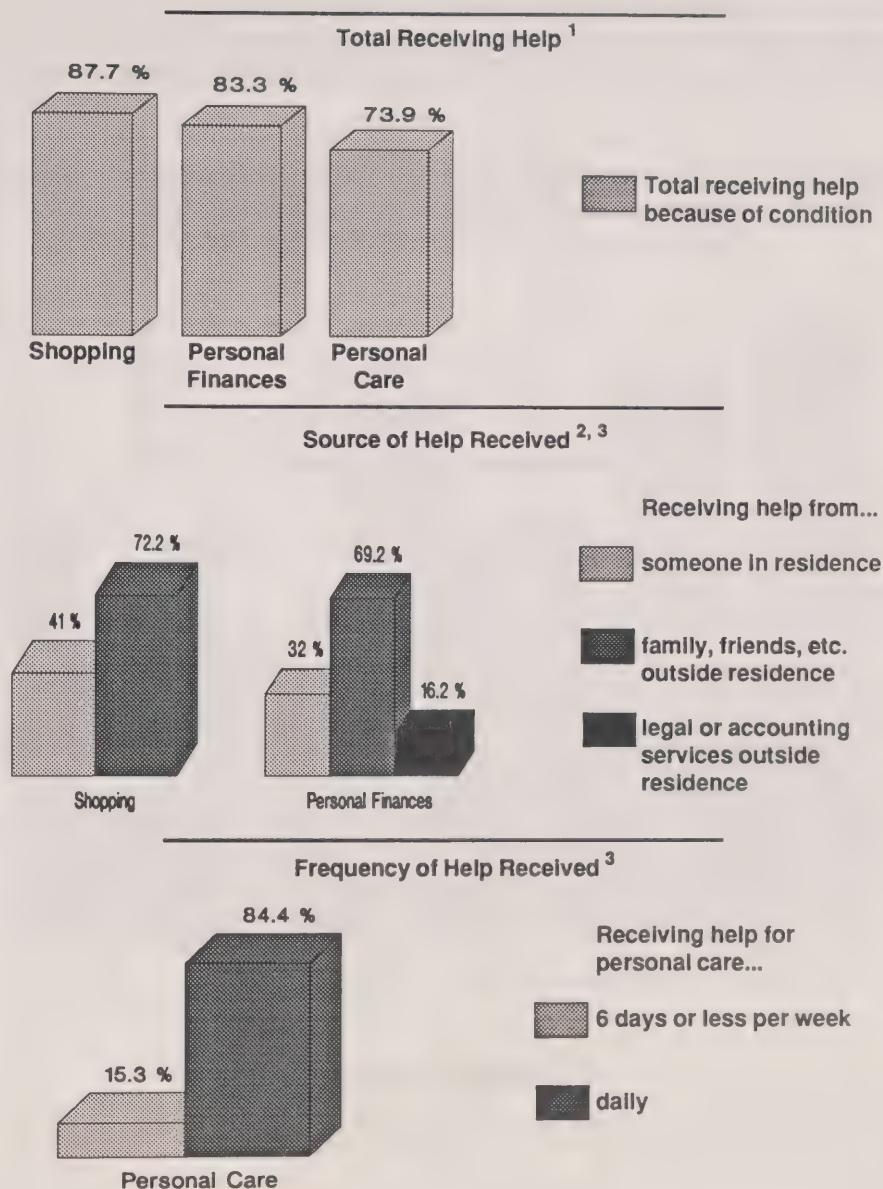 Total Receiving Help 1
87.7 %
83.3 %
73.9 %
Total receiving help
because of condition
Shopping
Personal
Finances
Personal
Care
Source of Help Received 2, 3
Receiving help from...
72.2 %
69.2 %
41 %
32 %
16.2 %
someone in residence
family, friends, etc.
outside residence
legal or accounting
services outside
residence
Shopping
Personal Finances
Frequency of Help Received 3
84.4 %
15.3 %
Receiving help for
personal care...
6 days or less per week
daily
Personal Care